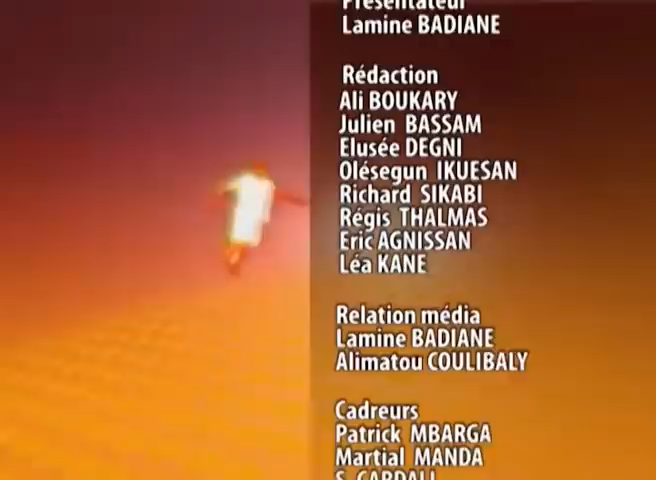 Présentateur
Lamine BADIANE
Rédaction
Ali BOUKARY
Julien BASSAM
Elusée DEGNI
Olésegun IKUESAN
Richard SIKABI
Régis THALMAS
Eric AGNISSAN
Léa KANE
Relation média
Lamine BADIANE
Alimatou COULIBALY
Cadreurs
Patrick MBARGA
Martial MANDA